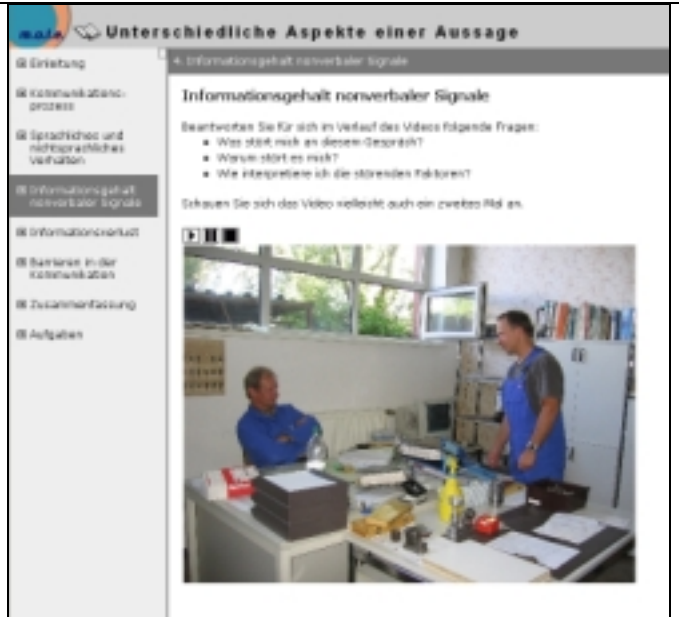 m.o.l.e.
Unterschiedliche Aspekte einer Aussage
Einleitung
Kommunikations-
prozess
Sprachliches und
nichtsprachliches
Verhalten
Informationsgehalt
nonverbaler Signale
Informationsverlust
Barrieren in der
Kommunikation
Zusammenfassung
Aufgaben
4. Informationsgehalt nonverbaler Signale
Informationsgehalt nonverbaler Signale
Beantworten Sie für sich im Verlauf des Videos folgende Fragen:
Was stört mich an diesem Gespräch?
Warum stört es mich?
Wie interpretiere ich die störenden Faktoren?
Schauen Sie sich das Video vielleicht auch ein zweites Mal an.